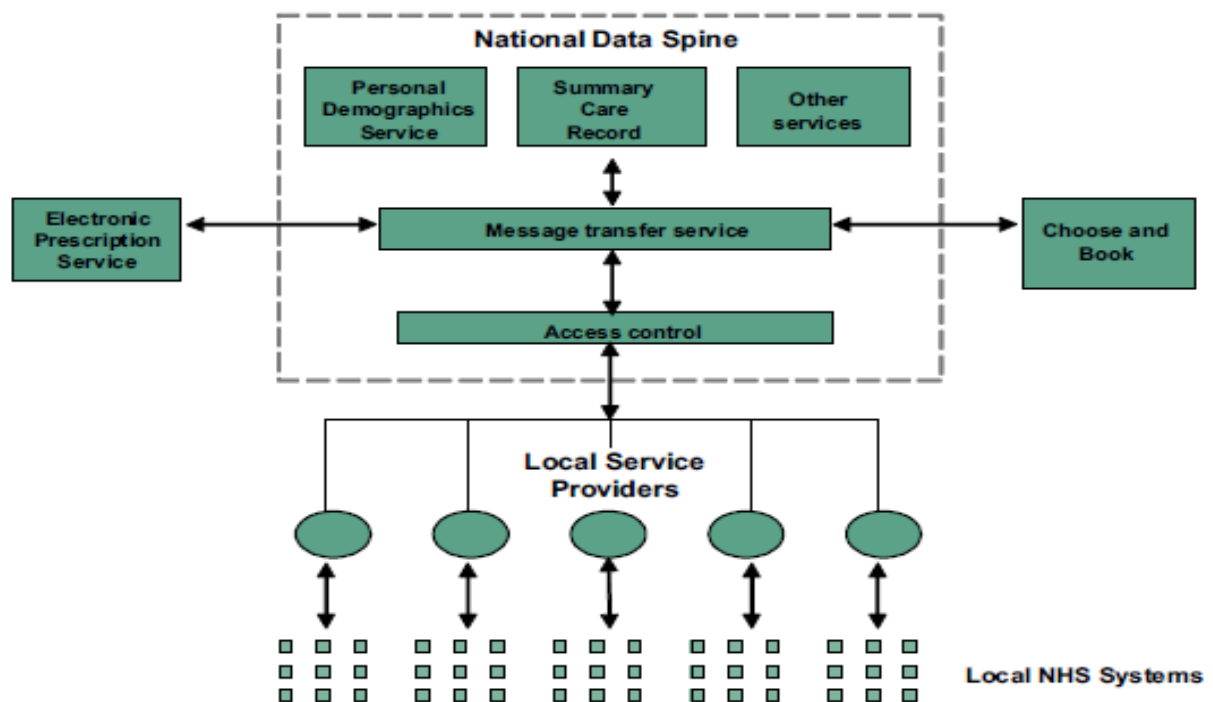 National Data Spine
Personal
Demographics
Service
Summary
Care
Record
Other
services
Electronic
Prescription
Service
Message transfer service
Choose and
Book
Access control
Local Service
Providers
Local NHS Systems